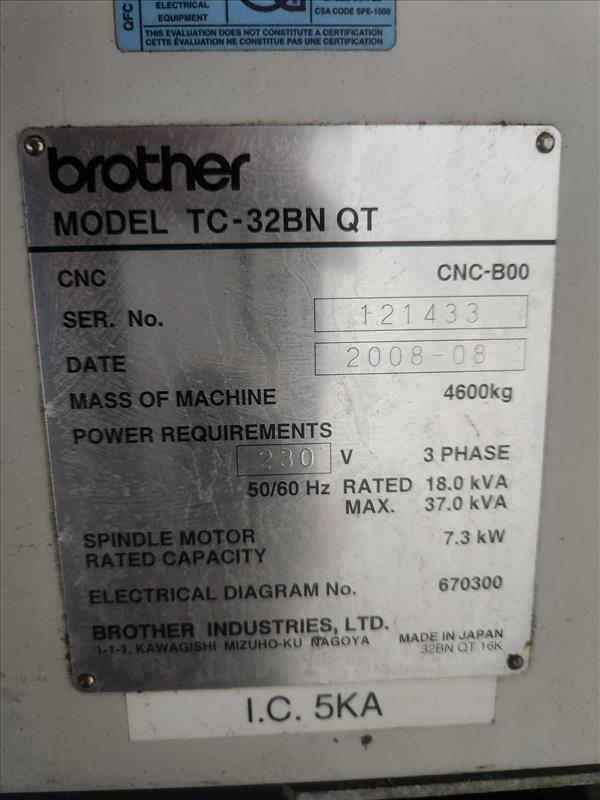 QFC
ELECTRICAL
EQUIPMENT
CSA CODE SPE-1000
THIS EVALUATION DOES NOT CONSTITUTE A CERTIFICATION
CETTE ÉVALUATION NE CONSTITUE PAS UNE CERTIFICATION
brother
MODEL TC-32BN QT
CNC CNC-B00
SER. No. 121433
DATE 2008-08
MASS OF MACHINE 4600kg
POWER REQUIREMENTS
230 V 3 PHASE
50/60 Hz RATED 18.0 kVA
MAX. 37.0 kVA
SPINDLE MOTOR 7.3 kW
RATED CAPACITY
ELECTRICAL DIAGRAM No. 670300
BROTHER INDUSTRIES, LTD.
1-1-1, KAWAGISHI MIZUHO-KU NAGOYA MADE IN JAPAN
32BN QT 16K
I.C. 5KA